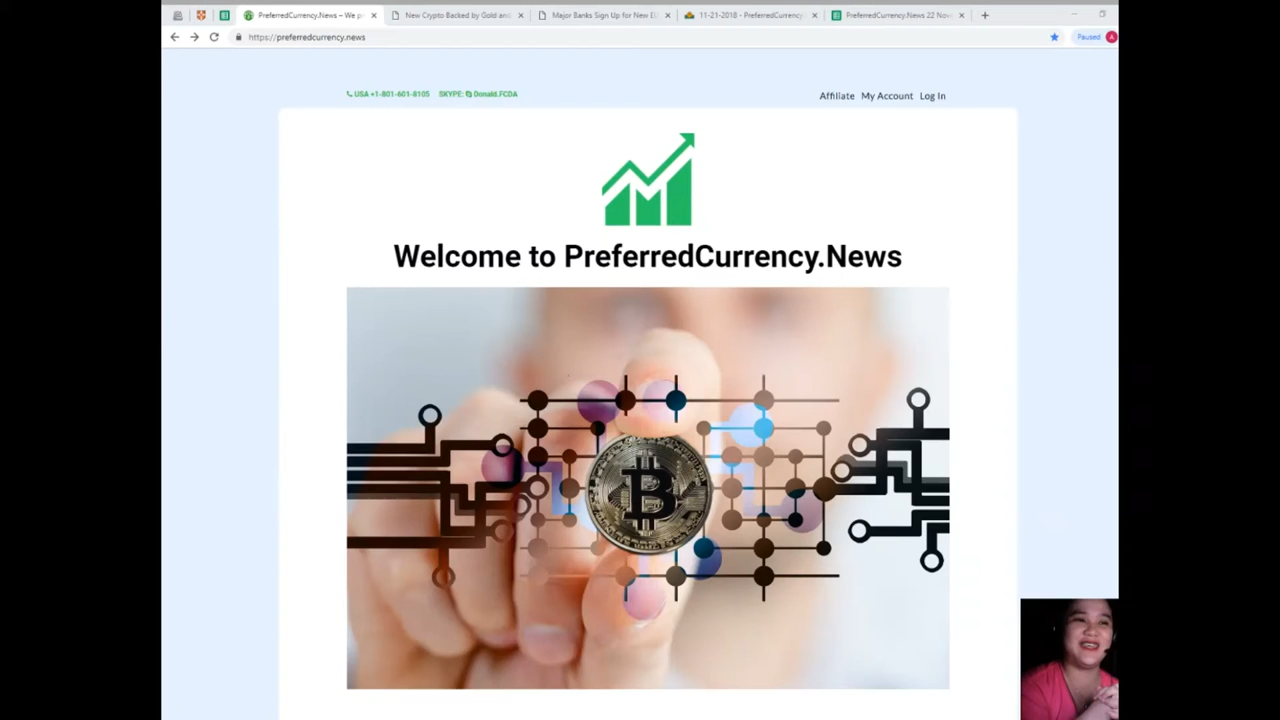 PreferredCurrency.News – We p
New Crypto Backed by Gold and
Major Banks Sign Up for New E
11-21-2018 - PreferredCurrency
PreferredCurrency.News 22 Nov
https://preferredcurrency.news
Paused
A
USA +1-801-601-8105
SKYPE: Donald.FCDA
Affiliate My Account Log In
Welcome to PreferredCurrency.News